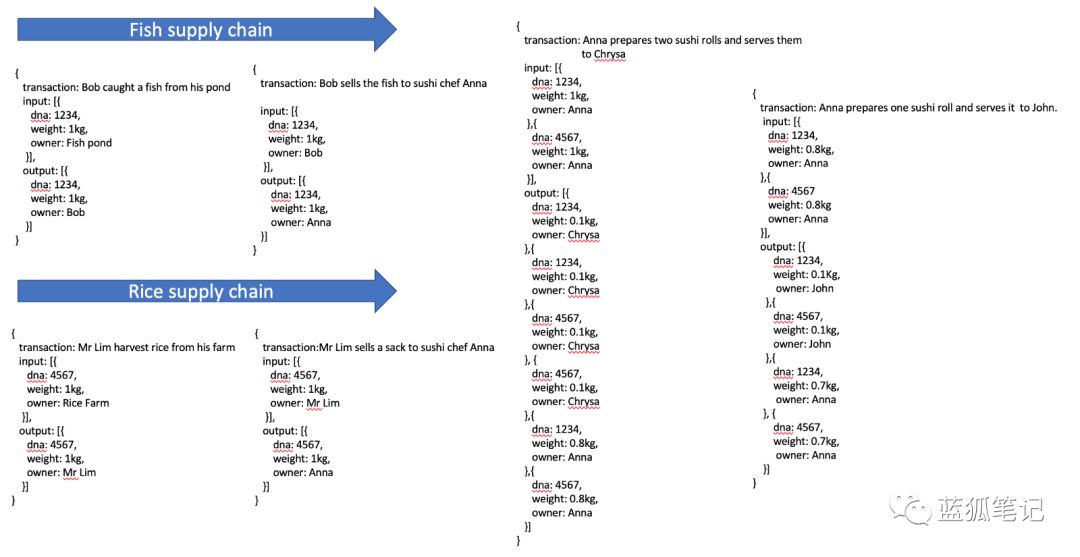 Fish supply chain
{
transaction: Bob caught a fish from his pond
input: [{
dna: 1234,
weight: 1kg,
owner: Fish pond
}],
output: [{
dna: 1234,
weight: 1kg,
owner: Bob
}]
}
{
transaction: Bob sells the fish to sushi chef Anna
input: [{
dna: 1234,
weight: 1kg,
owner: Bob
}],
output: [{
dna: 1234,
weight: 1kg,
owner: Anna
}]
}
Rice supply chain
{
transaction: Mr Lim harvest rice from his farm
input: [{
dna: 4567,
weight: 1kg,
owner: Rice Farm
}],
output: [{
dna: 4567,
weight: 1kg,
owner: Mr Lim
}]
}
{
transaction:Mr Lim sells a sack to sushi chef Anna
input: [{
dna: 4567,
weight: 1kg,
owner: Mr Lim
}],
output: [{
dna: 4567,
weight: 1kg,
owner: Anna
}]
}
{
transaction: Anna prepares two sushi rolls and serves them
to Chrysa
input: [{
dna: 1234,
weight: 1kg,
owner: Anna
},{
dna: 4567,
weight: 1kg,
owner: Anna
}],
output: [{
dna: 1234,
weight: 0.1kg,
owner: Chrysa
},{
dna: 1234,
weight: 0.1kg,
owner: Chrysa
},{
dna: 4567,
weight: 0.1kg,
owner: Chrysa
}, {
dna: 4567,
weight: 0.1kg,
owner: Chrysa
},{
dna: 1234,
weight: 0.8kg,
owner: Anna
},{
dna: 4567,
weight: 0.8kg,
owner: Anna
}]
}
{
transaction: Anna prepares one sushi roll and serves it  to John.
input: [{
dna: 1234,
weight: 0.8kg,
owner: Anna
},{
dna: 4567
weight: 0.8kg
owner: Anna
}],
output: [{
dna: 1234,
weight: 0.1Kg,
owner: John
},{
dna: 4567,
weight: 0.1kg,
owner: John
},{
dna: 1234,
weight: 0.7kg,
owner: Anna
}, {
dna: 4567,
weight: 0.7kg,
owner: Anna
}]
}
蓝狐笔记